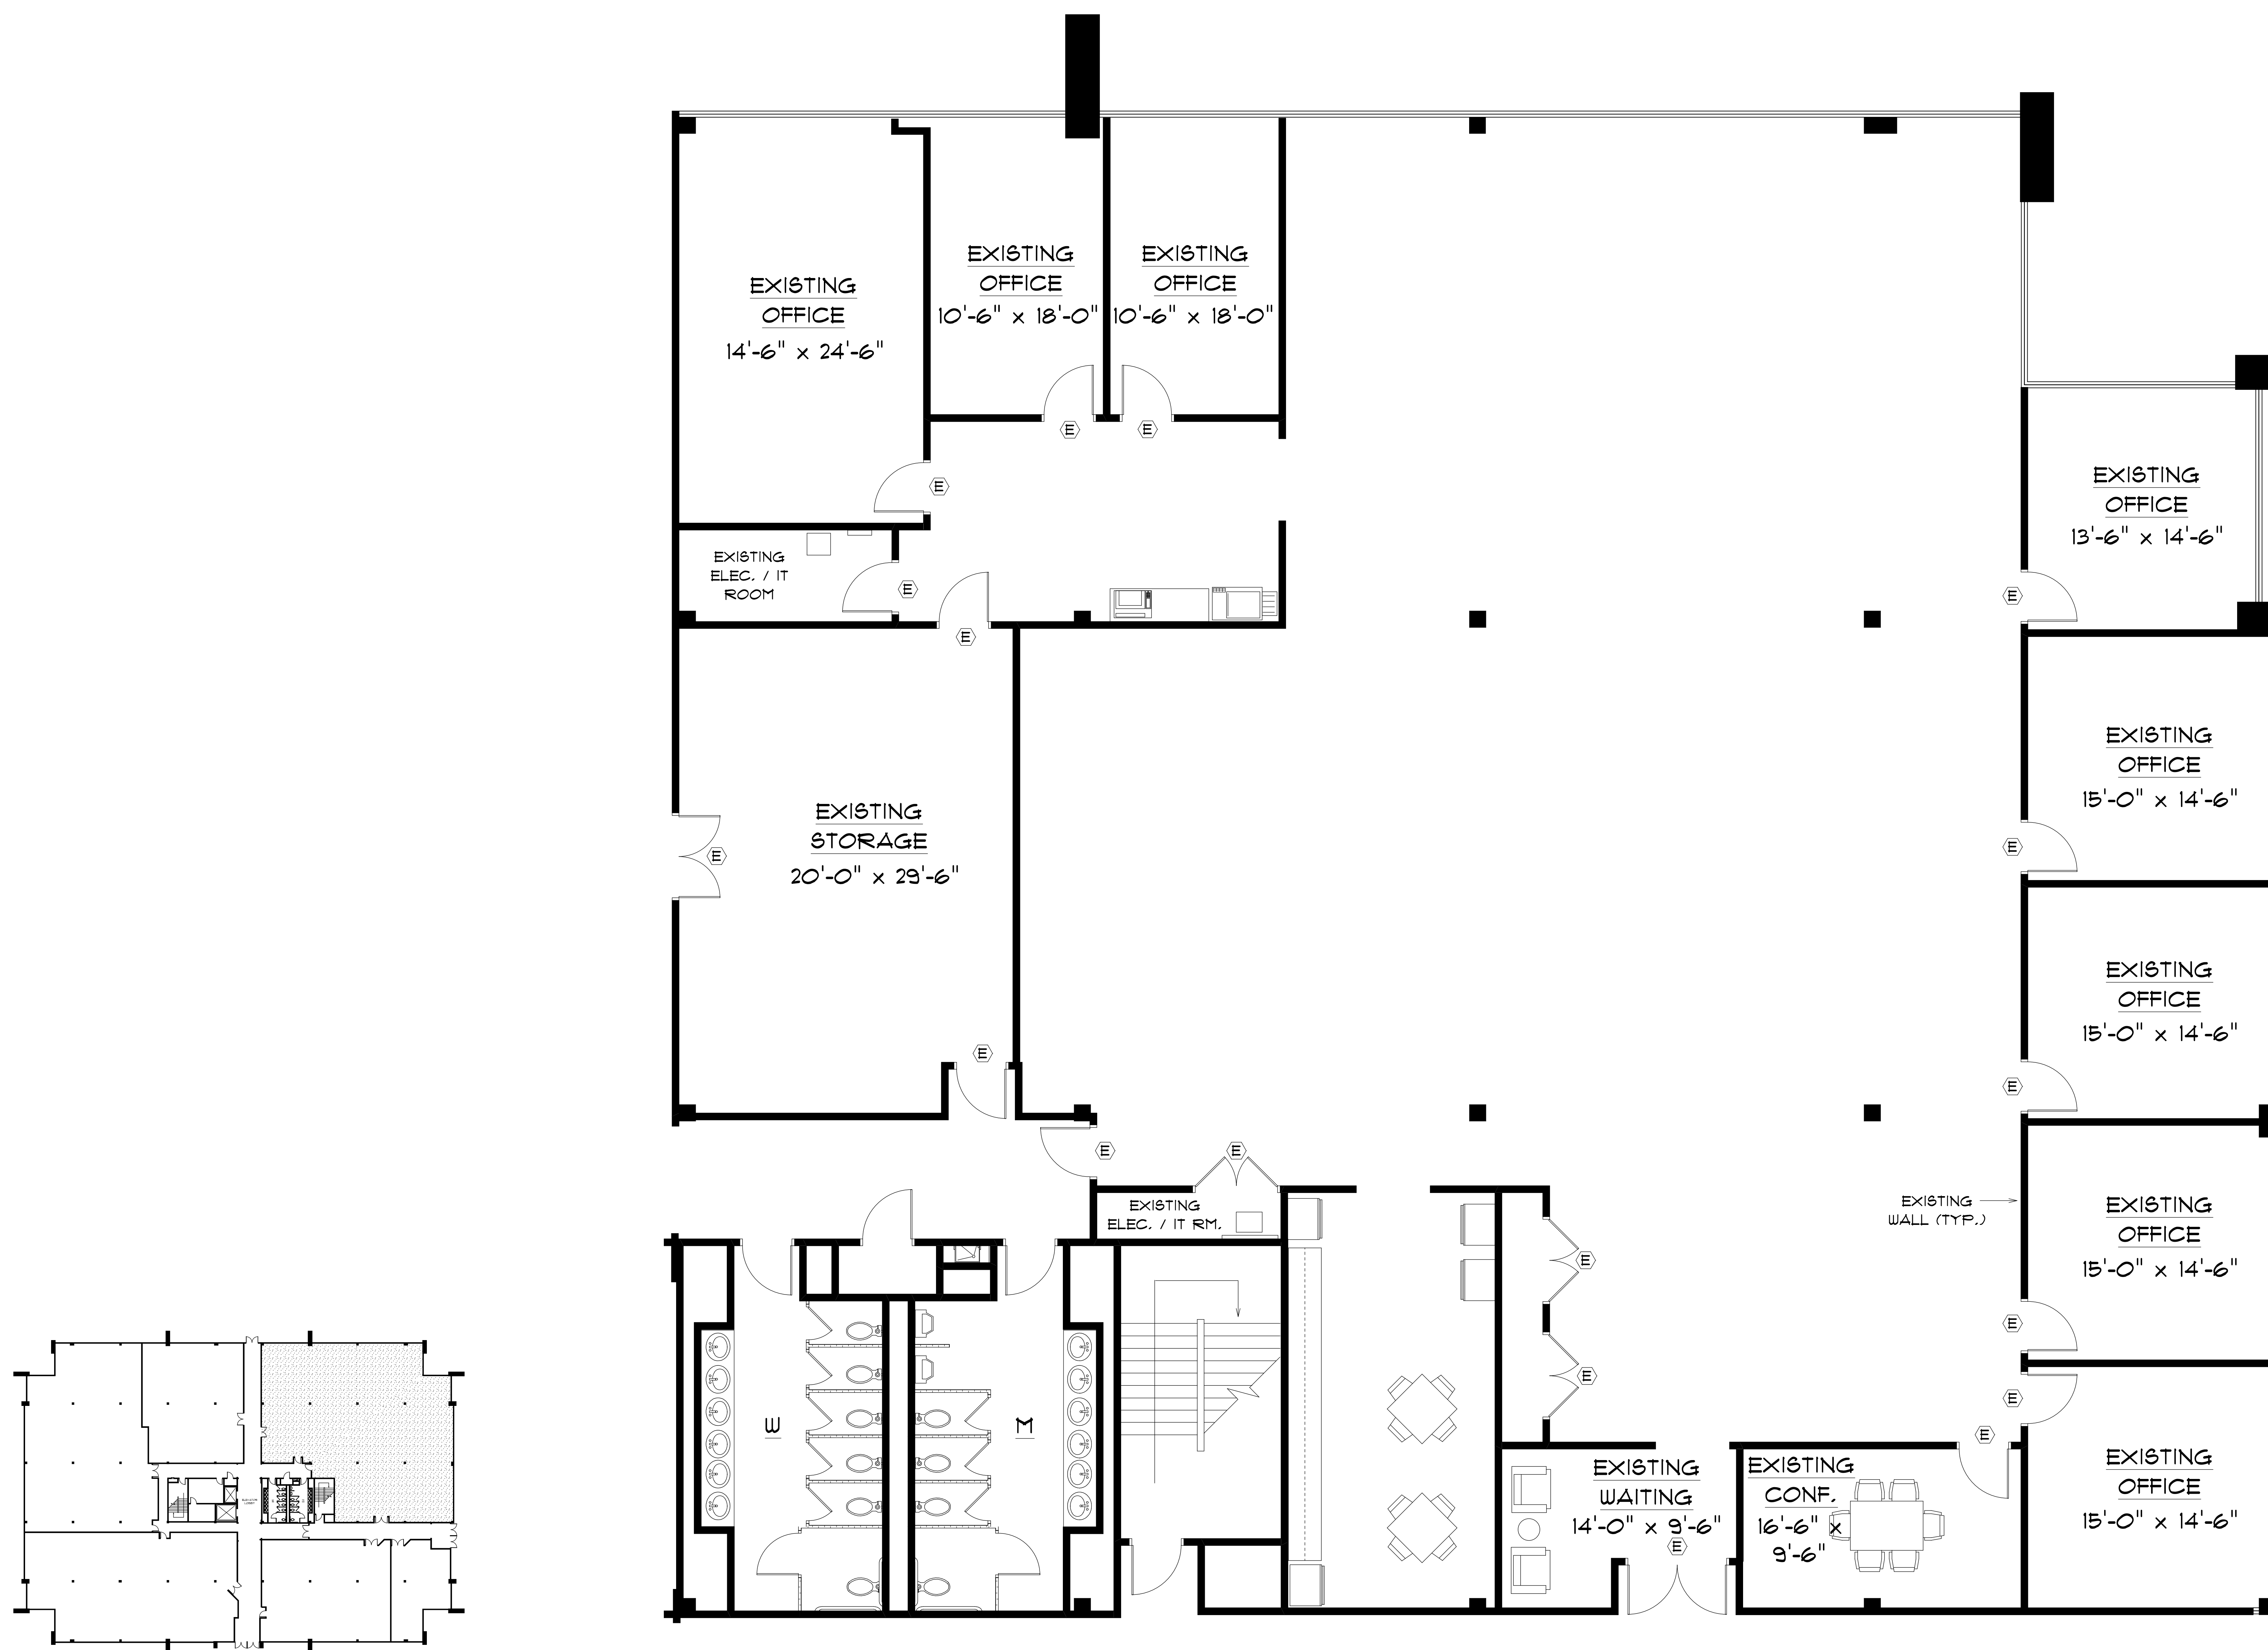 EXISTING
OFFICE
14'-6" x 24'-6"
EXISTING
OFFICE
10'-6" x 18'-0"
EXISTING
OFFICE
10'-6" x 18'-0"
E
E
E
EXISTING
ELEC. / IT
ROOM
E
E
EXISTING
OFFICE
13'-6" x 14'-6"
E
EXISTING
STORAGE
20'-0" x 29'-6"
E
E
EXISTING
OFFICE
15'-0" x 14'-6"
E
EXISTING
OFFICE
15'-0" x 14'-6"
E
E
E
EXISTING
ELEC. / IT RM.
EXISTING
WALL (TYP.)
EXISTING
OFFICE
15'-0" x 14'-6"
E
E
E
E
E
W
M
EXISTING
WAITING
14'-0" x 9'-6"
E
EXISTING
CONF.
16'-6" x
9'-6"
EXISTING
OFFICE
15'-0" x 14'-6"
ELEVATOR
LOBBY